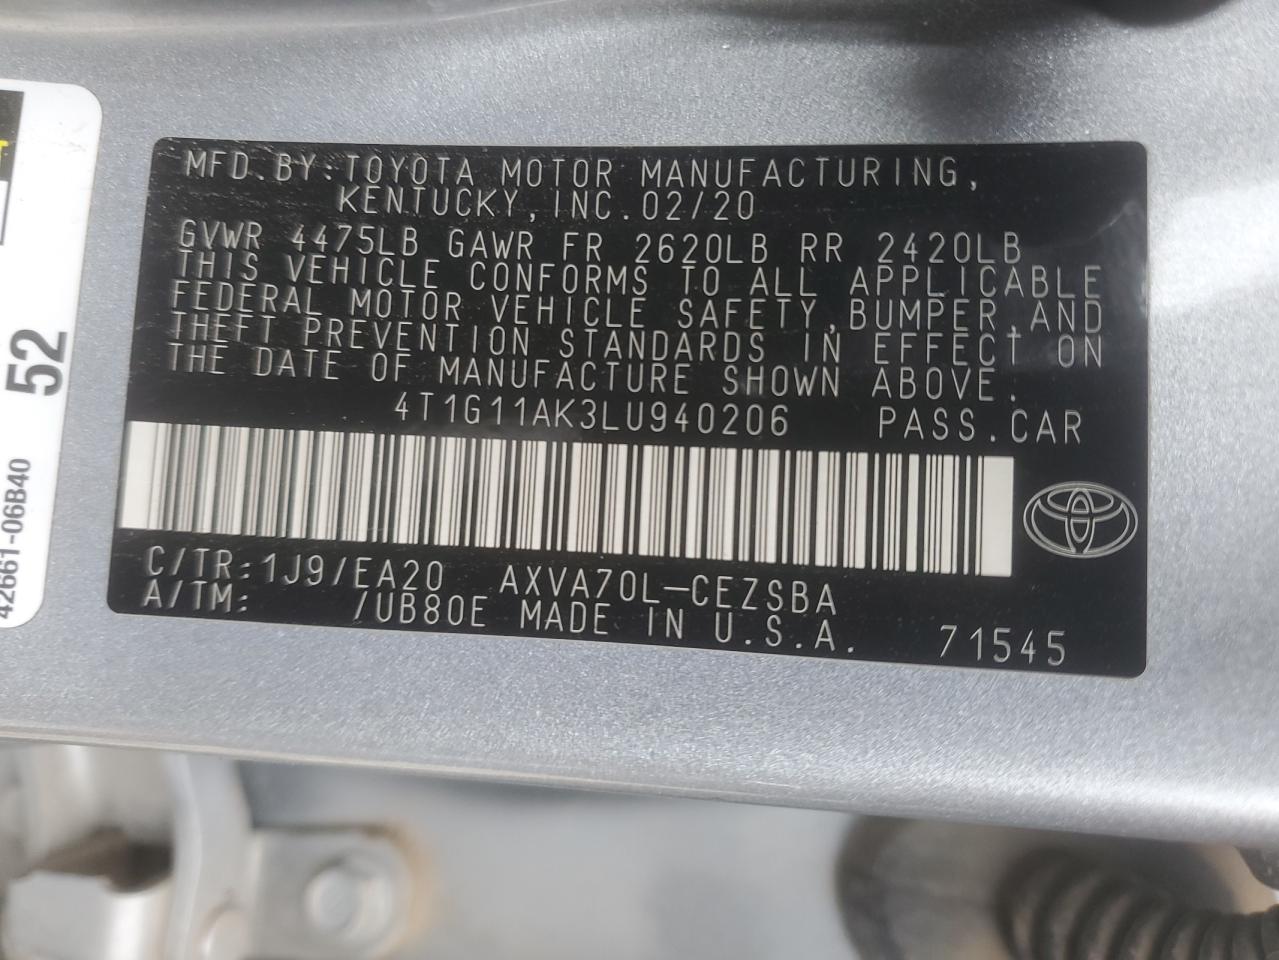 MFD.BY:TOYOTA MOTOR MANUFACTURING,
KENTUCKY,INC.02/20
GVWR 4475LB GAWR FR 2620LB RR 2420LB
THIS VEHICLE CONFORMS TO ALL APPLICABLE
FEDERAL MOTOR VEHICLE SAFETY,BUMPER,AND
THEFT PREVENTION STANDARDS IN EFFECT ON
THE DATE OF MANUFACTURE SHOWN ABOVE.
4T1G11AK3LU940206 PASS.CAR
C/TR:1J9/EA20 AXVA70L-CEZSBA
A/TM: /UB80E MADE IN U.S.A. 71545
52
42661-06B40